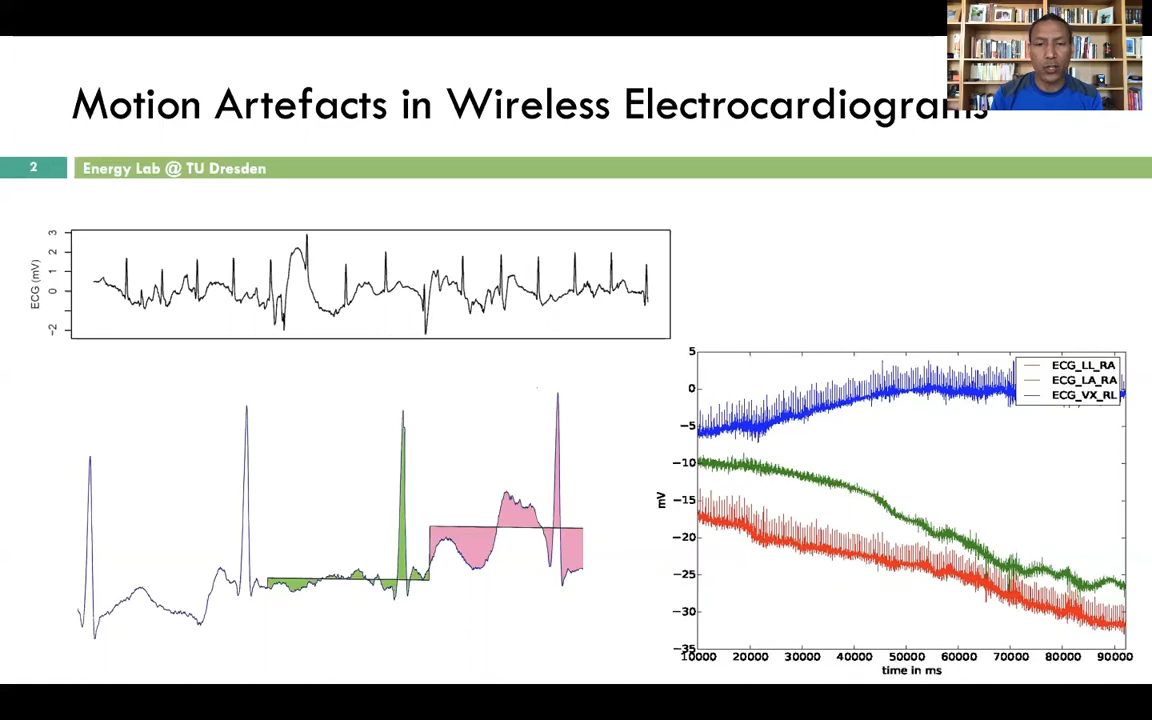 Motion Artefacts in Wireless Electrocardiograms
2 Energy Lab @ TU Dresden
3
2
1
0
−2
ECG (mV)
5
0
−5
−10
−15
−20
−25
−30
−35
mV
ECG_LL_RA
ECG_LA_RA
ECG_VX_RL
10000 20000 30000 40000 50000 60000 70000 80000 90000
time in ms